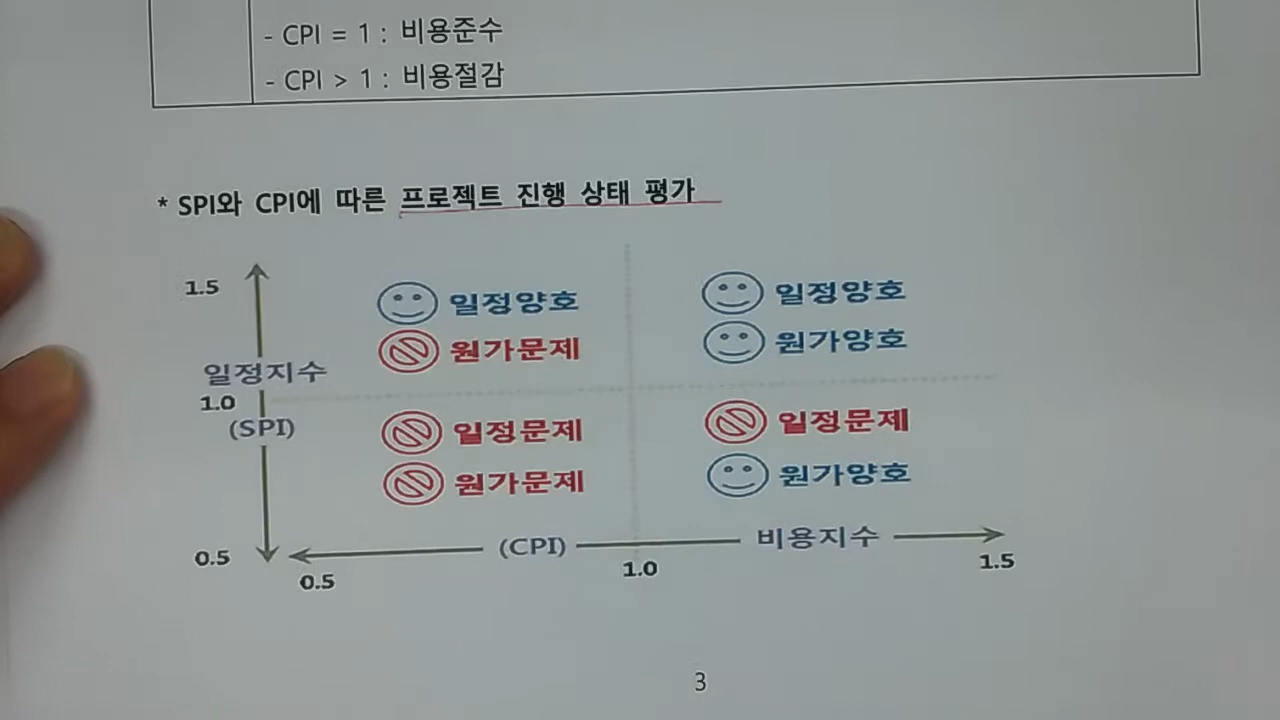 - CPI = 1 : 비용준수
- CPI > 1 : 비용절감
* SPI와 CPI에 따른 프로젝트 진행 상태 평가
1.5
일정양호
일정양호
원가문제
원가양호
일정지수
1.0
(SPI)
일정문제
일정문제
원가문제
원가양호
0.5
(CPI)
비용지수
0.5
1.0
1.5
3